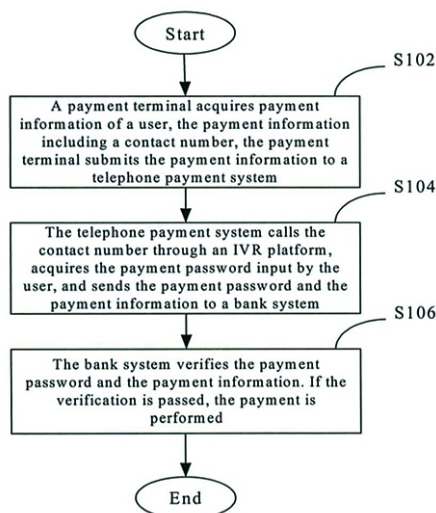 Start
S102
A payment terminal acquires payment
information of a user, the payment information
including a contact number, the payment
terminal submits the payment information to a
telephone payment system
S104
The telephone payment system calls the
contact number through an IVR platform,
acquires the payment password input by the
user, and sends the payment password and the
payment information to a bank system
S106
The bank system verifies the payment
password and the payment information. If the
verification is passed, the payment is
performed
End